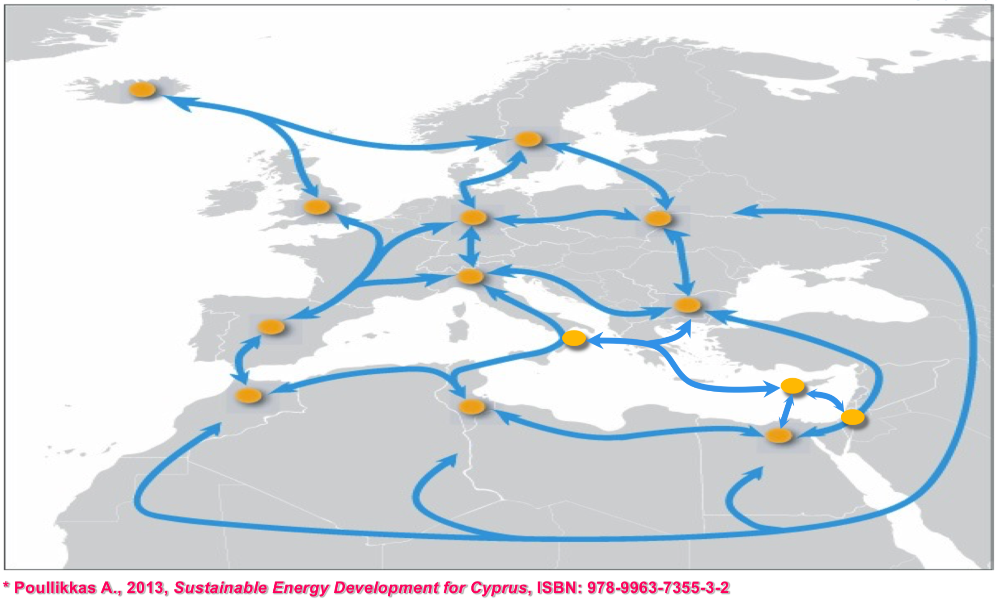 * Poullikkas A., 2013, Sustainable Energy Development for Cyprus, ISBN: 978-9963-7355-3-2